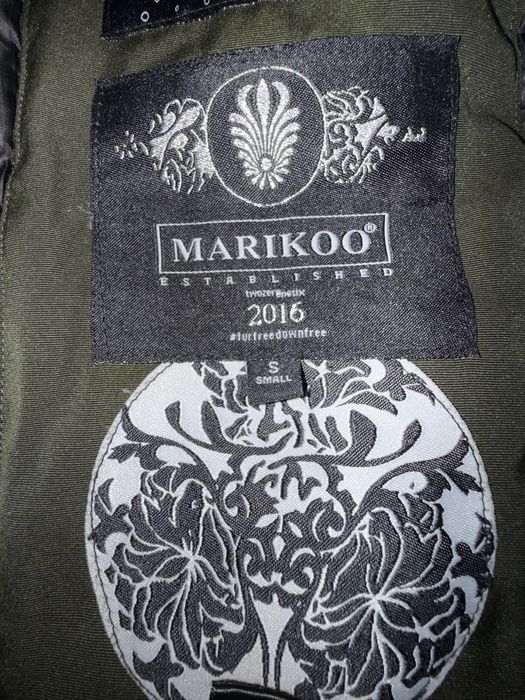 MARIKOO®
ESTABLISHED
twozeroonesix
2016
#furfreedownfree
S
SMALL